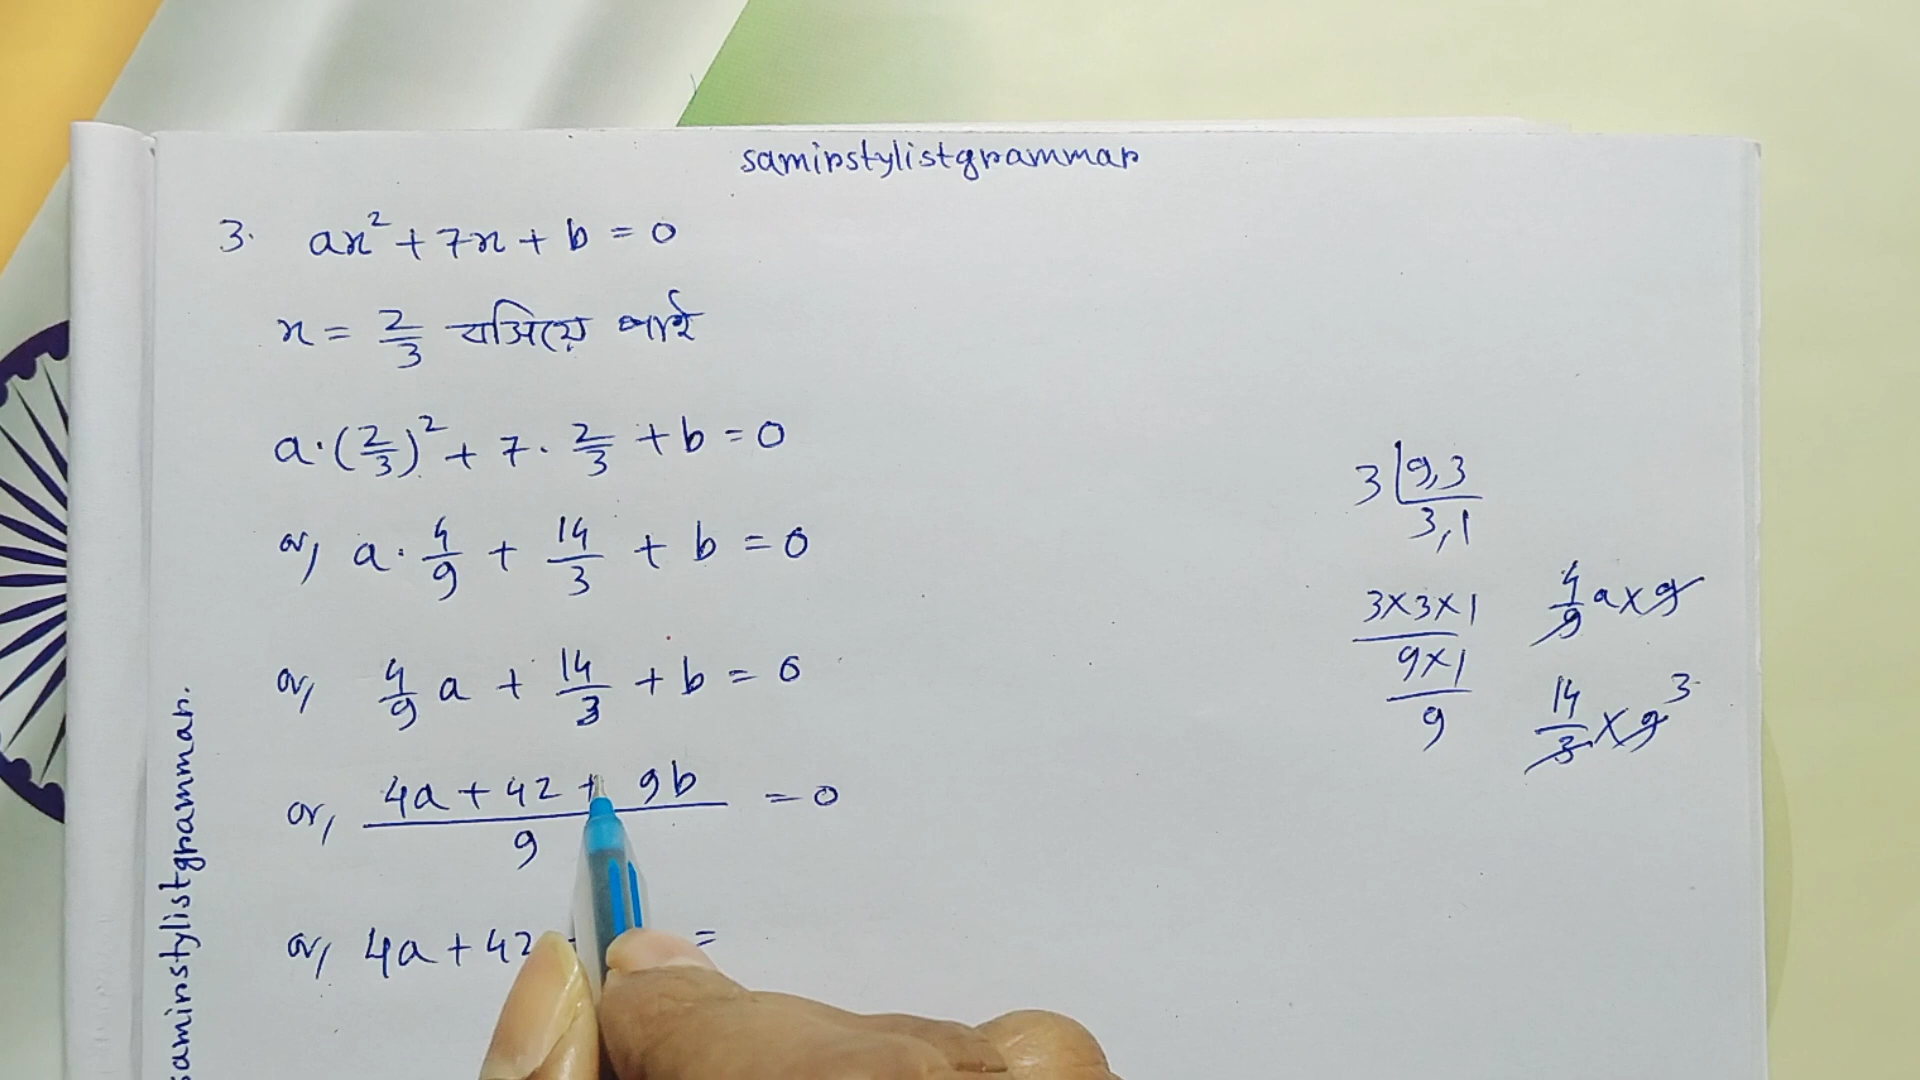 samirstylistgrammar
3. ax² + 7x + b = 0
x = 2/3 বসিয়ে পাই
a·(2/3)² + 7· 2/3 + b = 0
or, a· 4/9 + 14/3 + b = 0
or, 4/9 a + 14/3 + b = 0
or, (4a + 42 + 9b)/9 = 0
or, 4a + 42 =
3 | 9,3
3,1
3×3×1
9×1
9
4/9 a × 9
14/3 × 9 3
samirstylistgrammar.